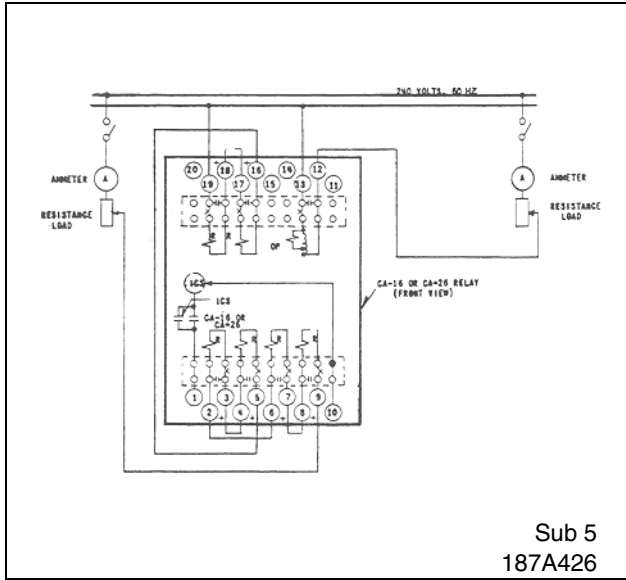 240 VOLTS, 60 HZ
AMMETER
A
RESISTANCE
LOAD
A
AMMETER
RESISTANCE
LOAD
20 + 18 + 16 14 12
19 17 15 13 11
R R OP
ICS
ICS
CA-16 OR
CA-26
CA-16 OR CA-26 RELAY
(FRONT VIEW)
R R R R
1 3 5 7 9
2 + 4 + 6 + 8 + 10
Sub 5
187A426